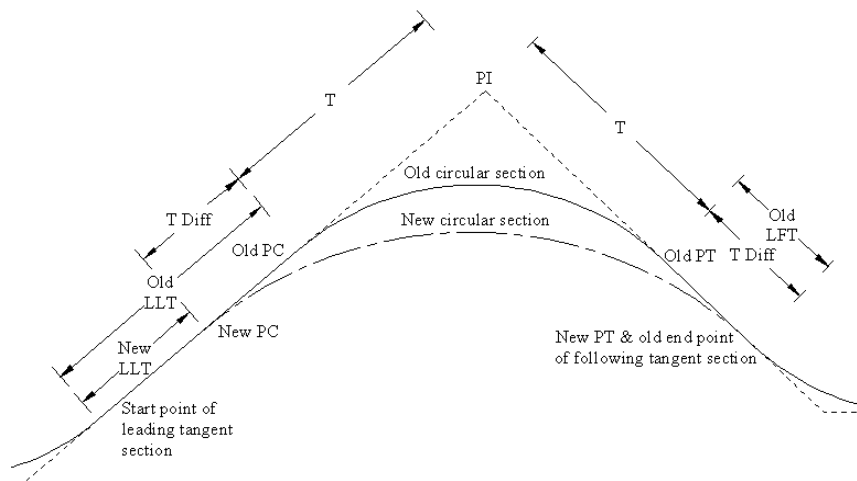 PI
T
T
Old circular section
T Diff
New circular section
Old
LFT
Old PC
Old PT
T Diff
Old
LLT
New PC
New
LLT
New PT & old end point
of following tangent section
Start point of
leading tangent
section